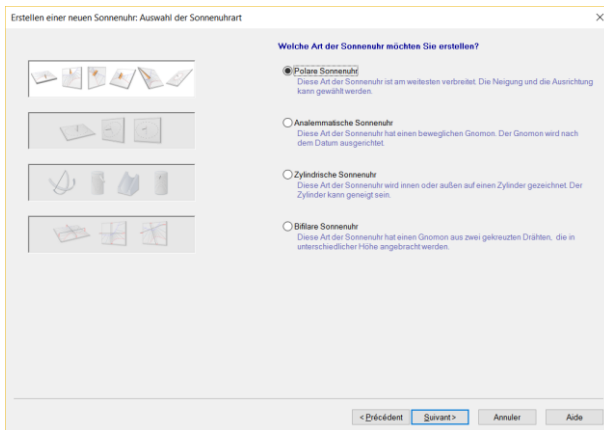 Erstellen einer neuen Sonnenuhr: Auswahl der Sonnenuhrart
Welche Art der Sonnenuhr möchten Sie erstellen?
Polare Sonnenuhr
Diese Art der Sonnenuhr ist am weitesten verbreitet. Die Neigung und die Ausrichtung
kann gewählt werden.
Analemmatische Sonnenuhr
Diese Art der Sonnenuhr hat einen beweglichen Gnomon. Der Gnomon wird nach
dem Datum ausgerichtet.
Zylindrische Sonnenuhr
Diese Art der Sonnenuhr wird innen oder außen auf einen Zylinder gezeichnet. Der
Zylinder kann geneigt sein.
Bifilare Sonnenuhr
Diese Art der Sonnenuhr hat einen Gnomon aus zwei gekreuzten Drähten, die in
unterschiedlicher Höhe angebracht werden.
< Précédent Suivant > Annuler Aide